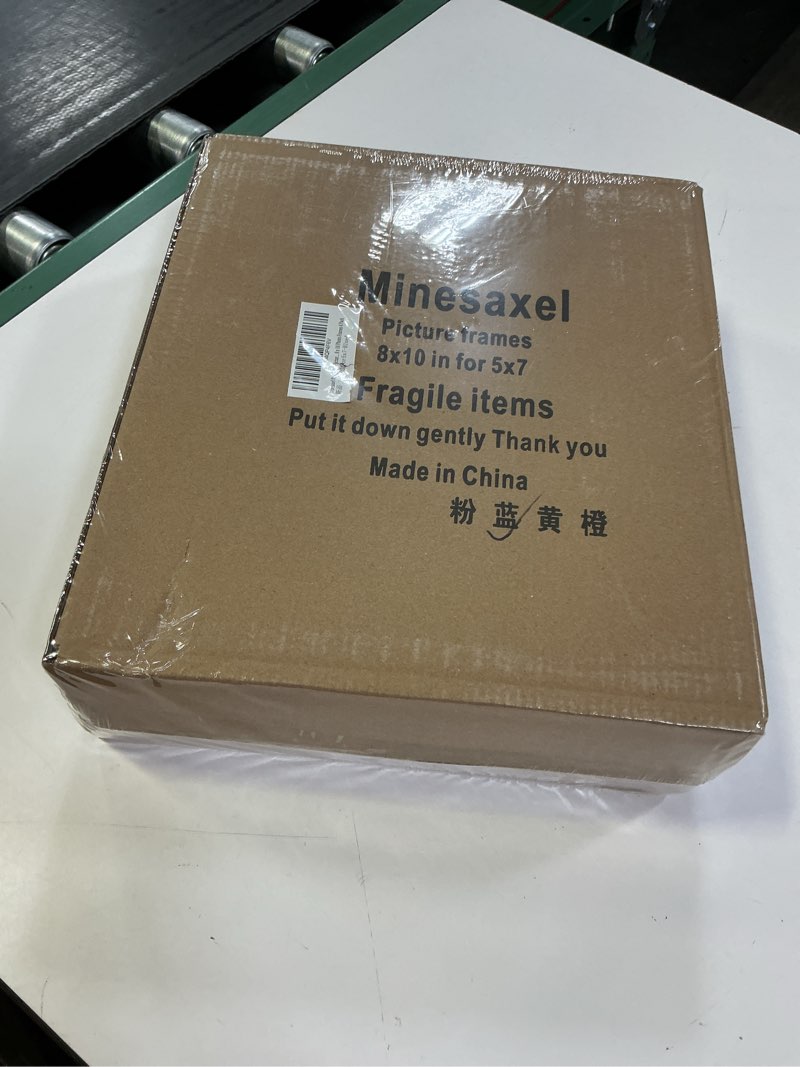 Minesaxel
Picture frames
8x10 in for 5x7
Fragile items
Put it down gently Thank you
Made in China
粉 蓝 黄 橙